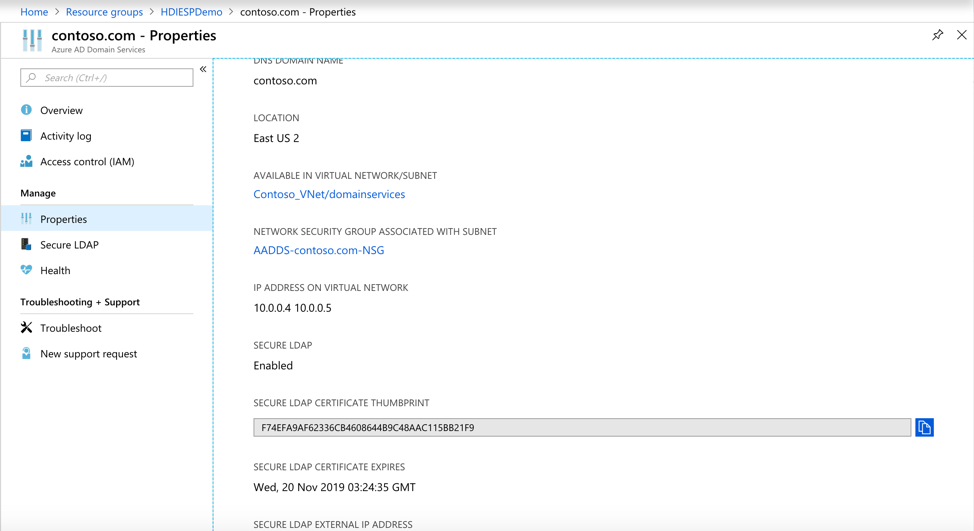 Home > Resource groups > HDIESPDemo > contoso.com - Properties
contoso.com - Properties
Azure AD Domain Services
Search (Ctrl+/)
«
Overview
Activity log
Access control (IAM)
Manage
Properties
Secure LDAP
Health
Troubleshooting + Support
Troubleshoot
New support request
DNS DOMAIN NAME
contoso.com
LOCATION
East US 2
AVAILABLE IN VIRTUAL NETWORK/SUBNET
Contoso_VNet/domainservices
NETWORK SECURITY GROUP ASSOCIATED WITH SUBNET
AADDS-contoso.com-NSG
IP ADDRESS ON VIRTUAL NETWORK
10.0.0.4 10.0.0.5
SECURE LDAP
Enabled
SECURE LDAP CERTIFICATE THUMBPRINT
F74EFA9AF62336CB4608644B9C48AAC115BB21F9
SECURE LDAP CERTIFICATE EXPIRES
Wed, 20 Nov 2019 03:24:35 GMT
SECURE LDAP EXTERNAL IP ADDRESS